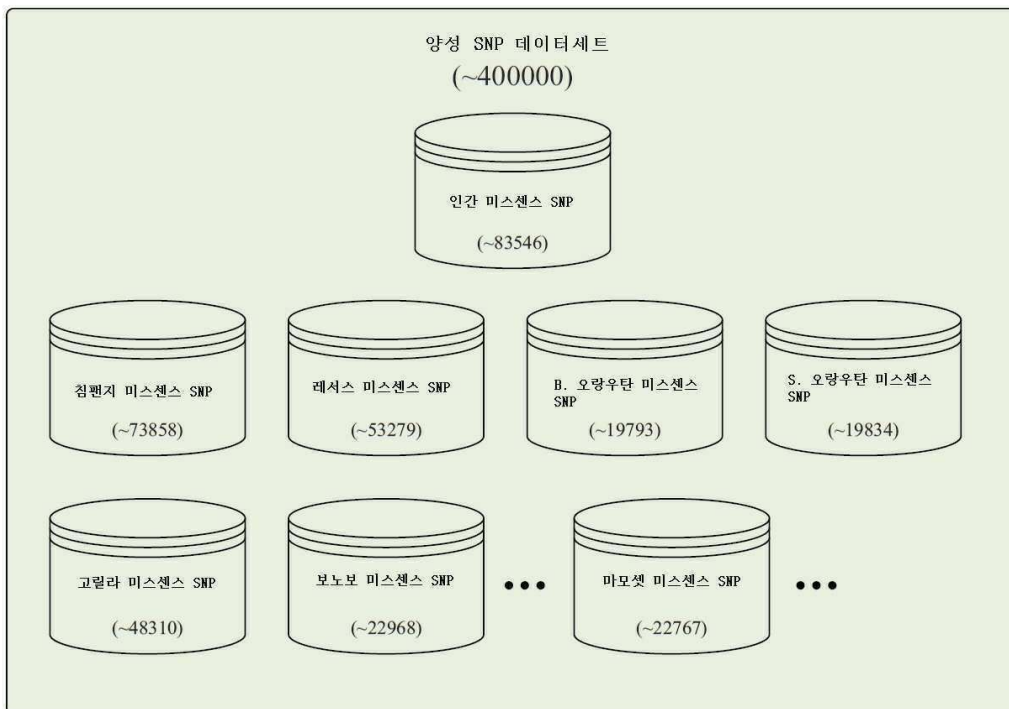 양성 SNP 데이터세트
(~400000)
인간 미스센스 SNP
(~83546)
침팬지 미스센스 SNP
(~73858)
레서스 미스센스 SNP
(~53279)
B. 오랑우탄 미스센스
SNP
(~19793)
S. 오랑우탄 미스센스
SNP
(~19834)
고릴라 미스센스 SNP
(~48310)
보노보 미스센스 SNP
(~22968)
마모셋 미스센스 SNP
(~22767)